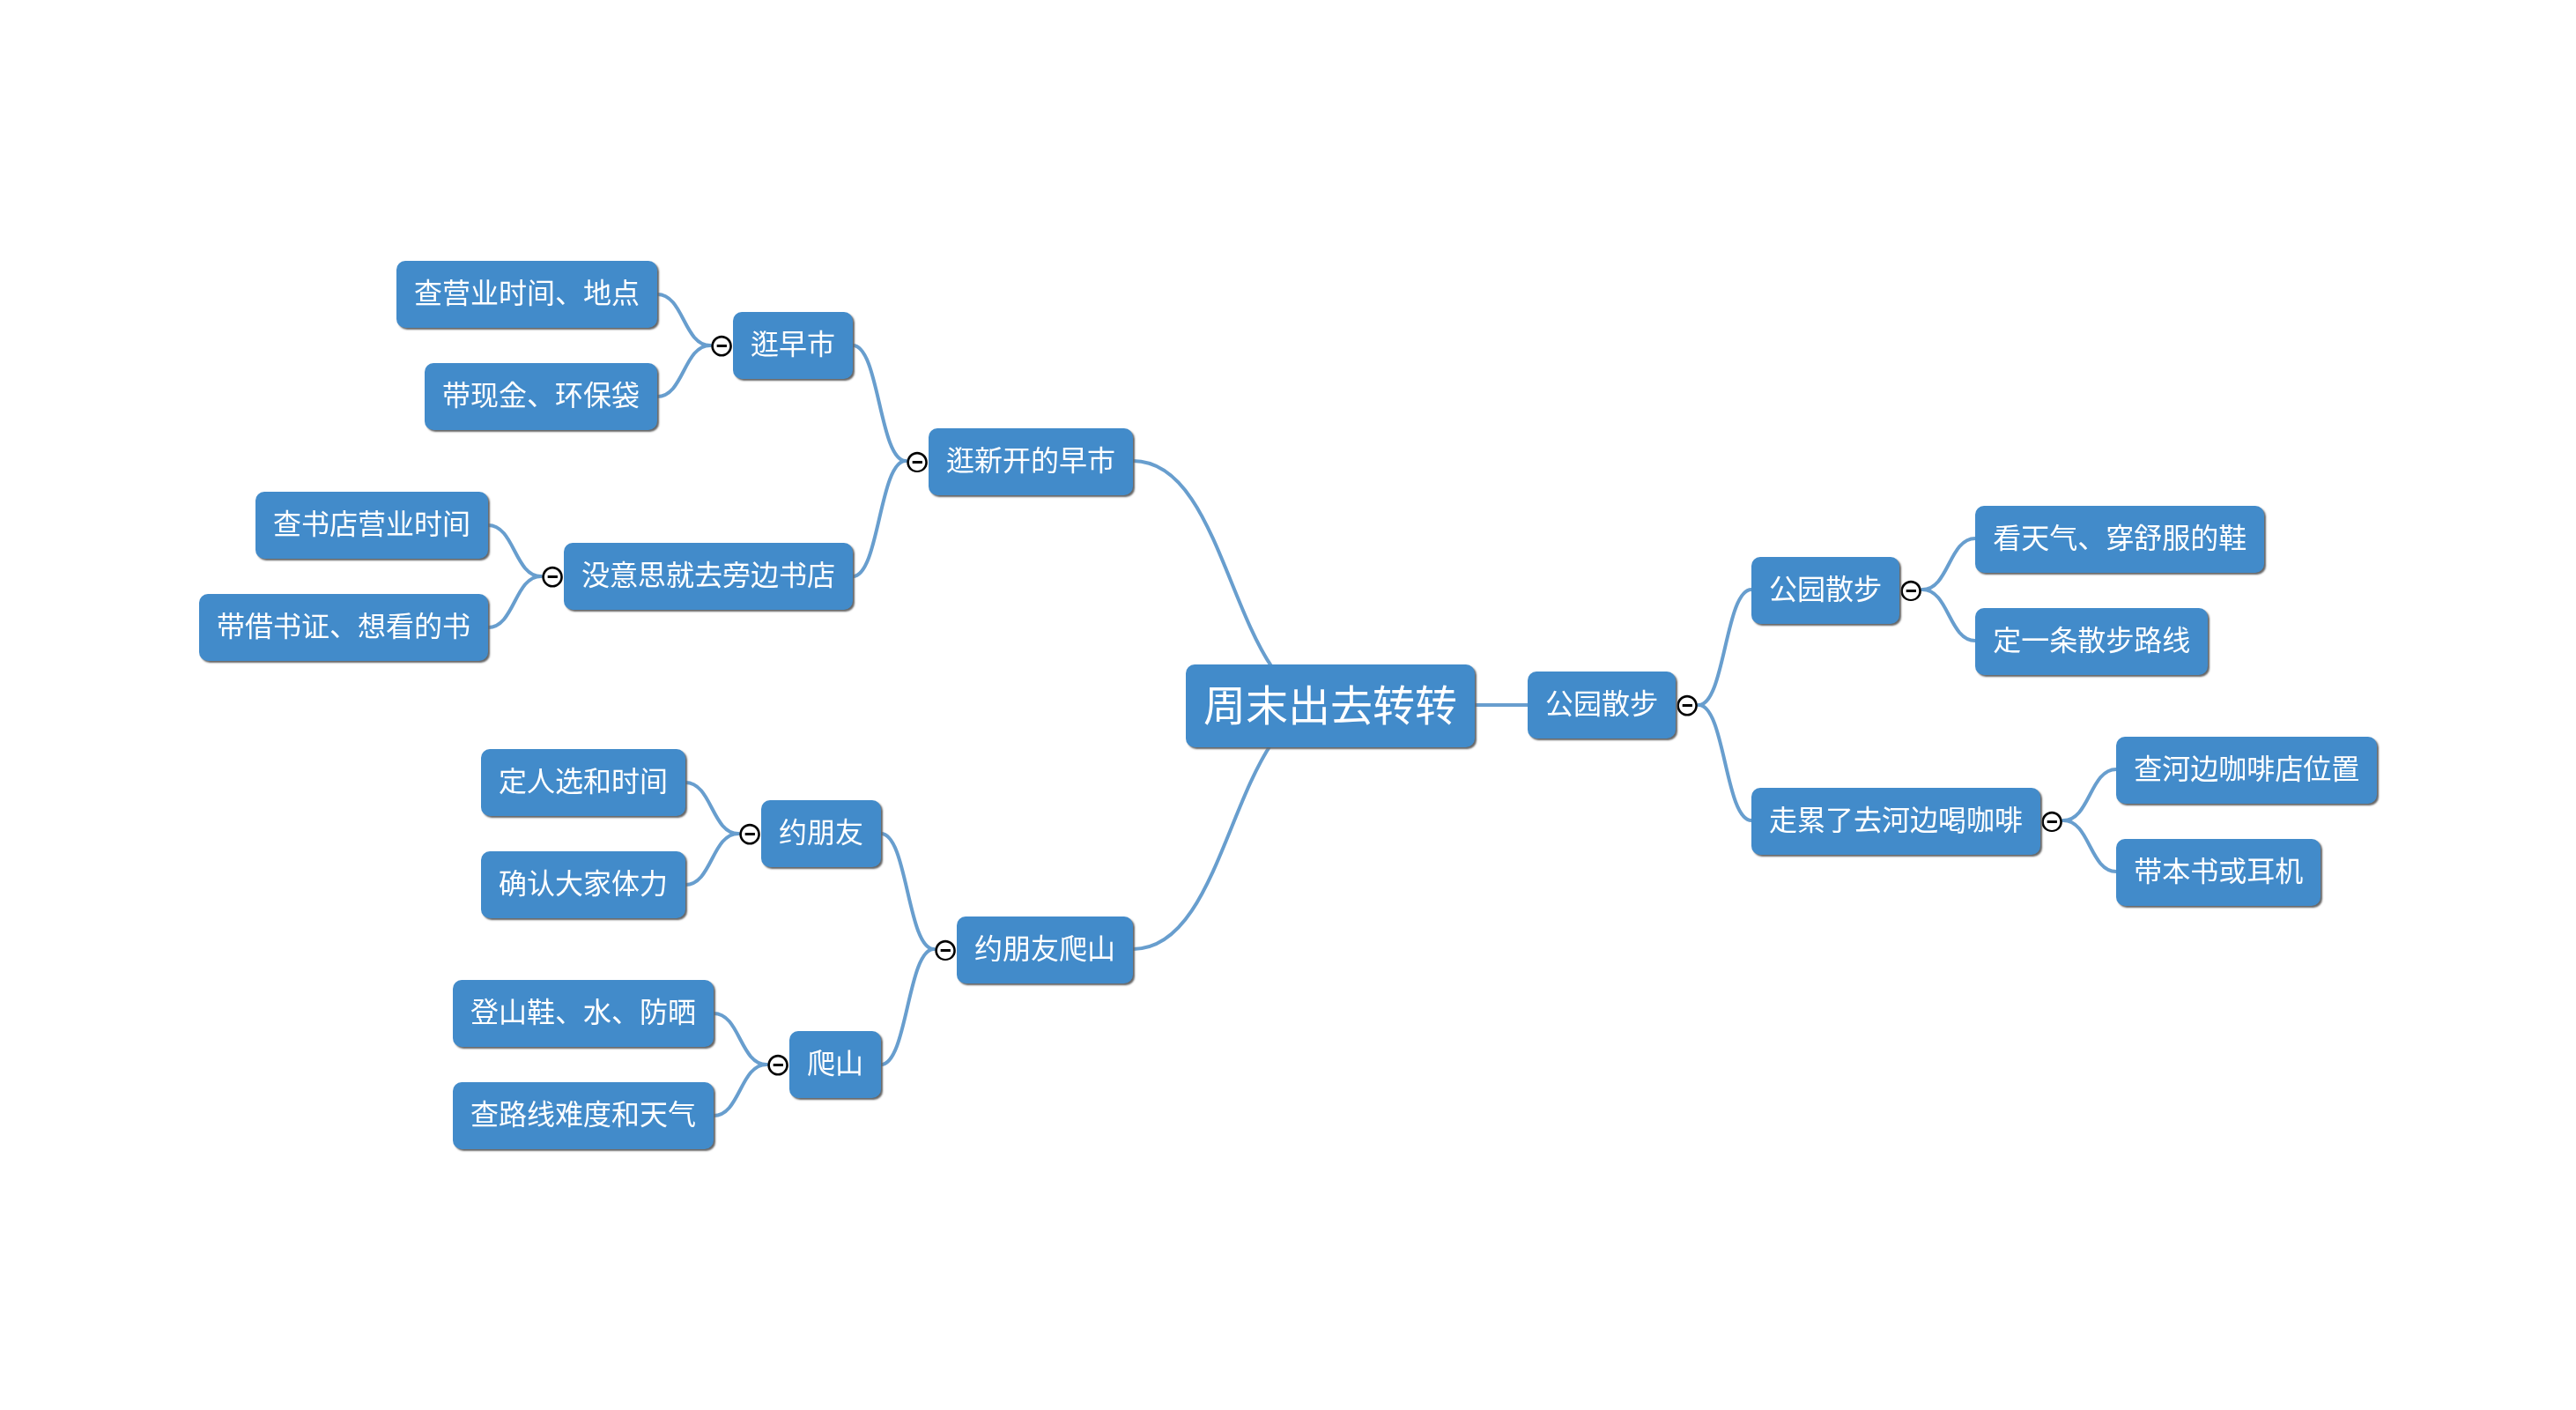 周末出去转转
逛新开的早市
逛早市
查营业时间、地点
带现金、环保袋
没意思就去旁边书店
查书店营业时间
带借书证、想看的书
约朋友爬山
约朋友
定人选和时间
确认大家体力
爬山
登山鞋、水、防晒
查路线难度和天气
公园散步
公园散步
看天气、穿舒服的鞋
定一条散步路线
走累了去河边喝咖啡
查河边咖啡店位置
带本书或耳机